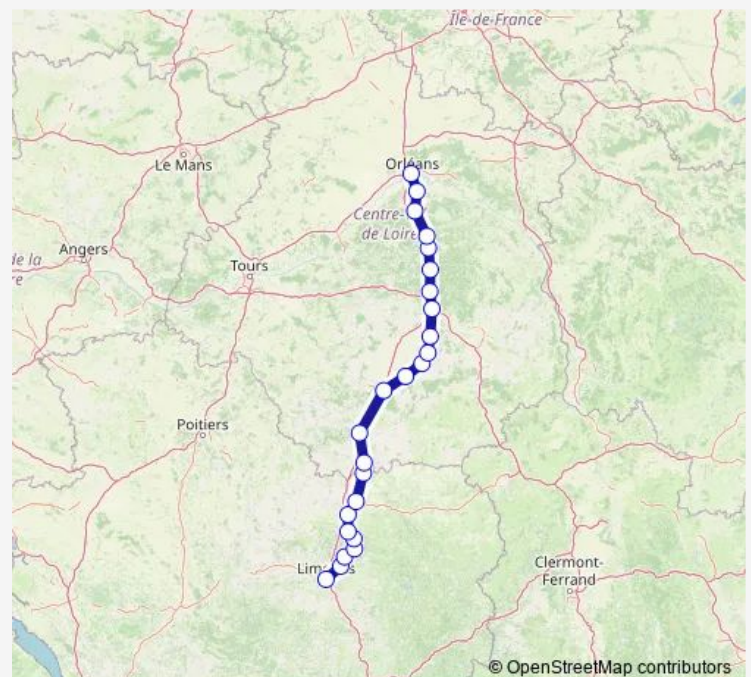 Île-de-France
Le Mans
Orléans
Centre-
de Loire
Angers
de la
re
Tours
Poitiers
Limoges
Clermont-
Ferrand
© OpenStreetMap contributors